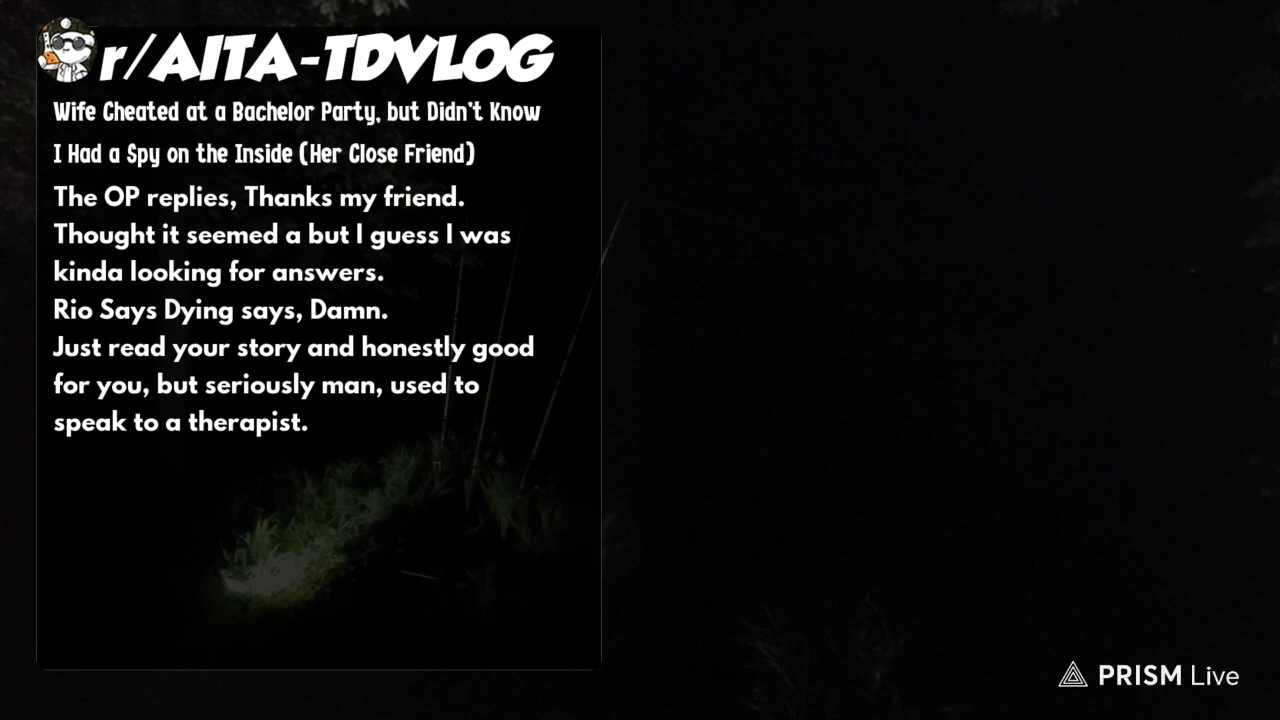 r/AITA-TDVLOG
Wife Cheated at a Bachelor Party, but Didn't Know
I Had a Spy on the Inside (Her Close Friend)
The OP replies, Thanks my friend.
Thought it seemed a but I guess I was
kinda looking for answers.
Rio Says Dying says, Damn.
Just read your story and honestly good
for you, but seriously man, used to
speak to a therapist.
PRISM Live